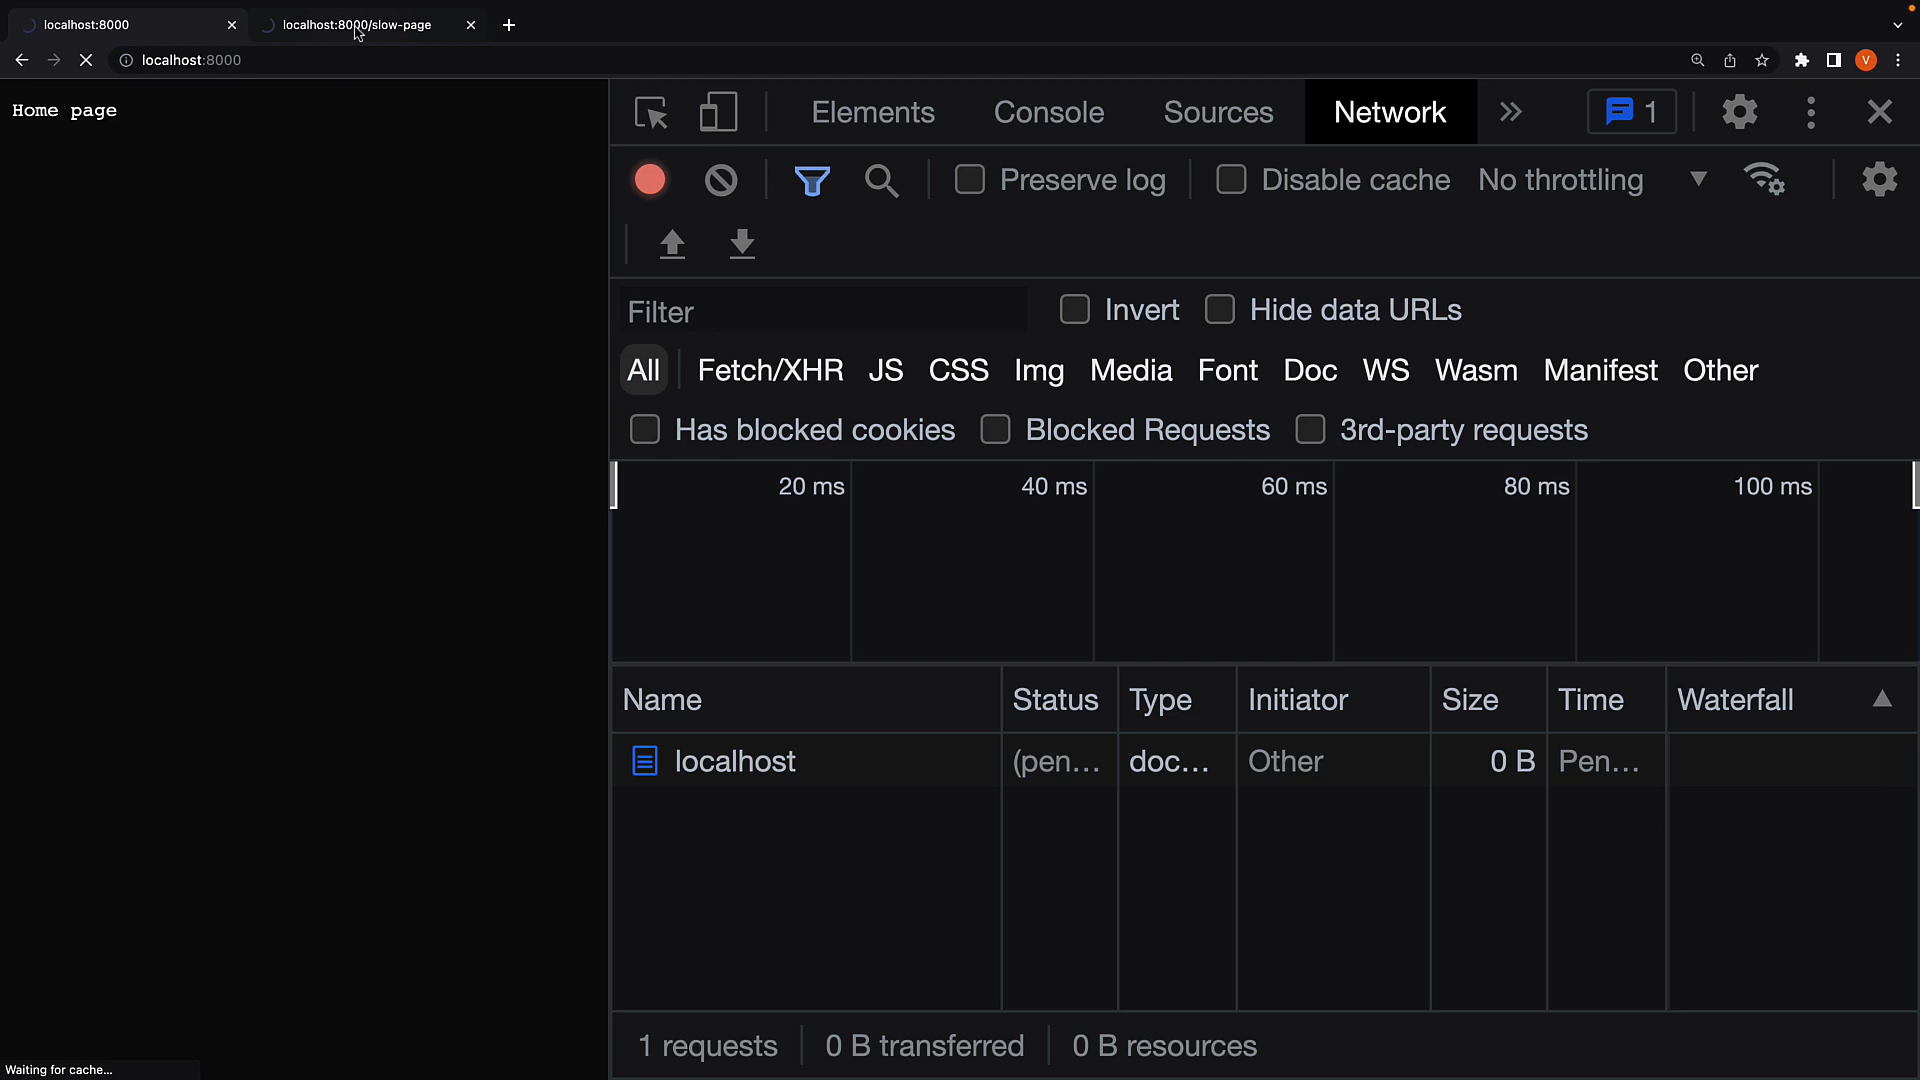 localhost:8000
localhost:8000/slow-page
localhost:8000
V
Home page
Elements Console Sources Network 1
Preserve log Disable cache No throttling
Filter Invert Hide data URLs
All Fetch/XHR JS CSS Img Media Font Doc WS Wasm Manifest Other
Has blocked cookies Blocked Requests 3rd-party requests
20 ms 40 ms 60 ms 80 ms 100 ms
Name Status Type Initiator Size Time Waterfall
localhost (pen... doc... Other 0 B Pen...
1 requests 0 B transferred 0 B resources
Waiting for cache...